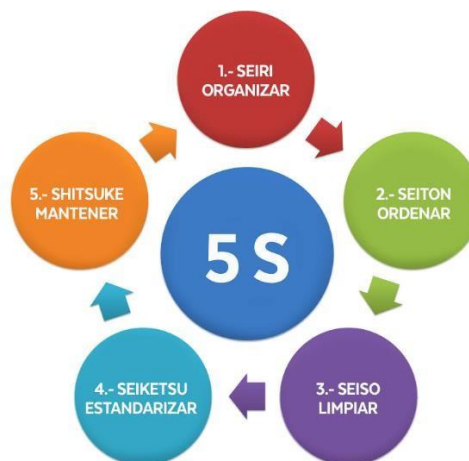 1.- SEIRI
ORGANIZAR
2.- SEITON
ORDENAR
3.- SEISO
LIMPIAR
4.- SEIKETSU
ESTANDARIZAR
5.- SHITSUKE
MANTENER
5 S